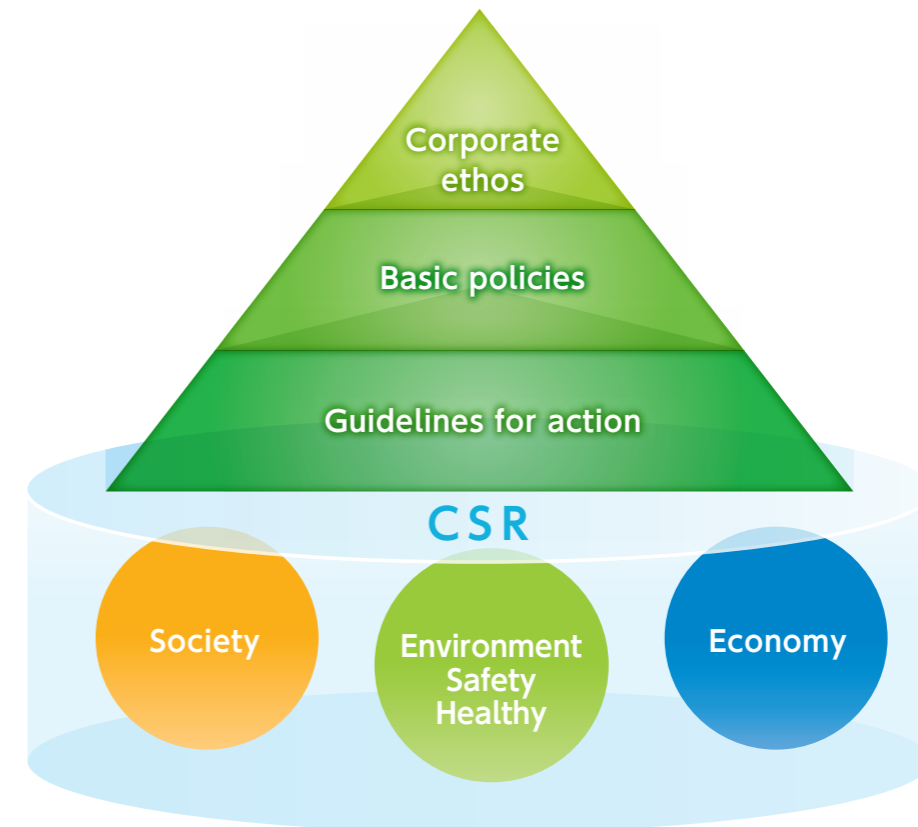 Corporate
ethos
Basic policies
Guidelines for action
CSR
Society
Environment
Safety
Healthy
Economy